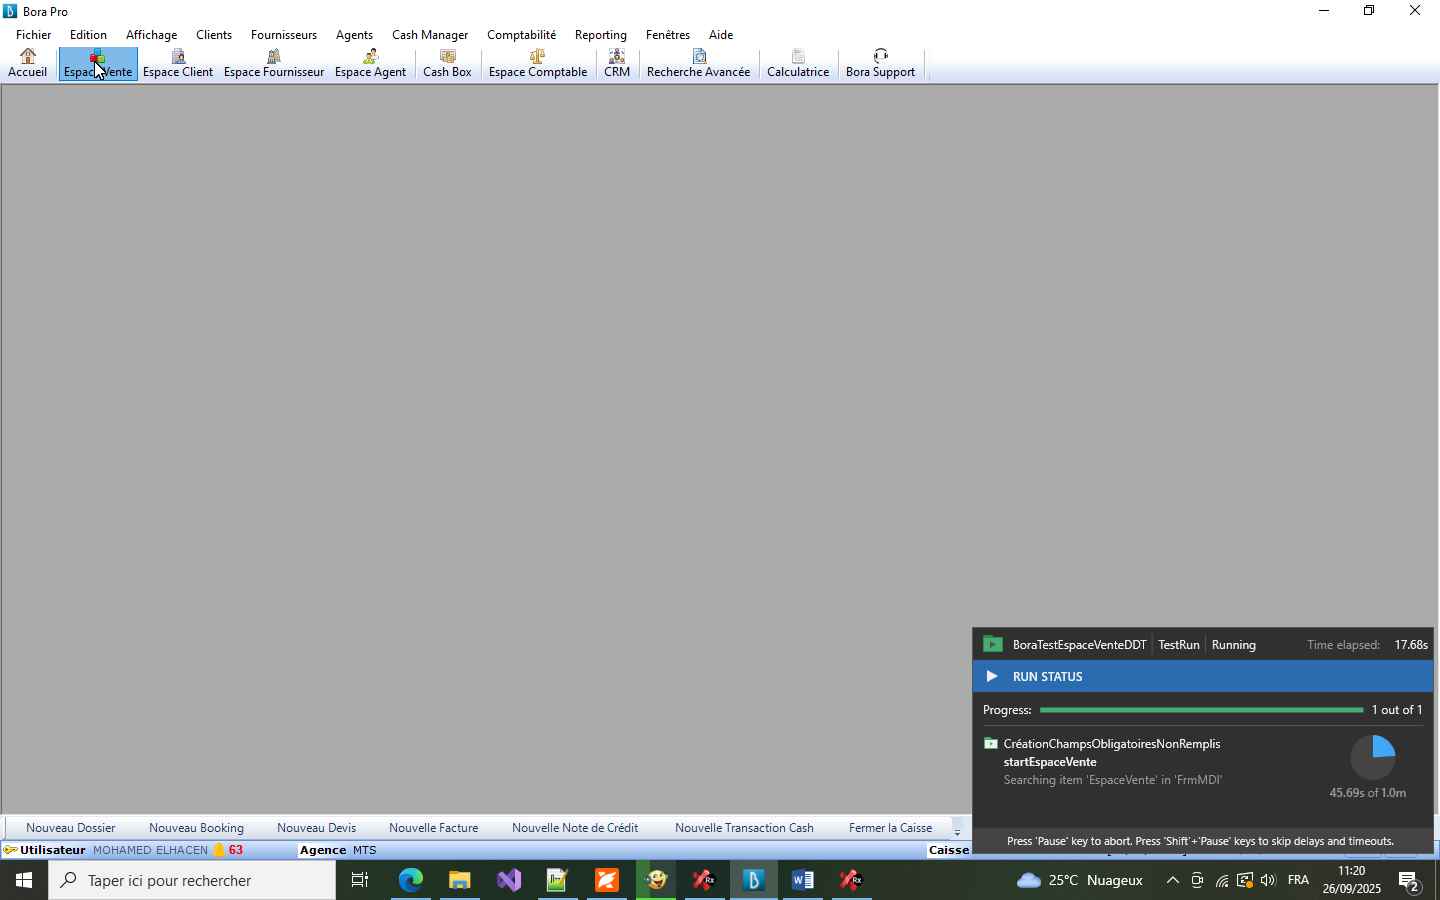 Bora Pro
Fichier Edition Affichage Clients Fournisseurs Agents Cash Manager Comptabilité Reporting Fenêtres Aide
Accueil Espace Vente Espace Client Espace Fournisseur Espace Agent Cash Box Espace Comptable CRM Recherche Avancée Calculatrice Bora Support
BoraTestEspaceVenteDDT TestRun Running Time elapsed: 17.68s
RUN STATUS
Progress: 1 out of 1
CréationChampsObligatoiresNonRemplis
startEspaceVente
Searching item 'EspaceVente' in 'FrmMDI'
45.69s of 1.0m
Press 'Pause' key to abort. Press 'Shift'+'Pause' keys to skip delays and timeouts.
Nouveau Dossier Nouveau Booking Nouveau Devis Nouvelle Facture Nouvelle Note de Crédit Nouvelle Transaction Cash Fermer la Caisse
Utilisateur MOHAMED ELHACEN 63 Agence MTS Caisse
Taper ici pour rechercher
25°C Nuageux FRA
11:20
26/09/2025
2